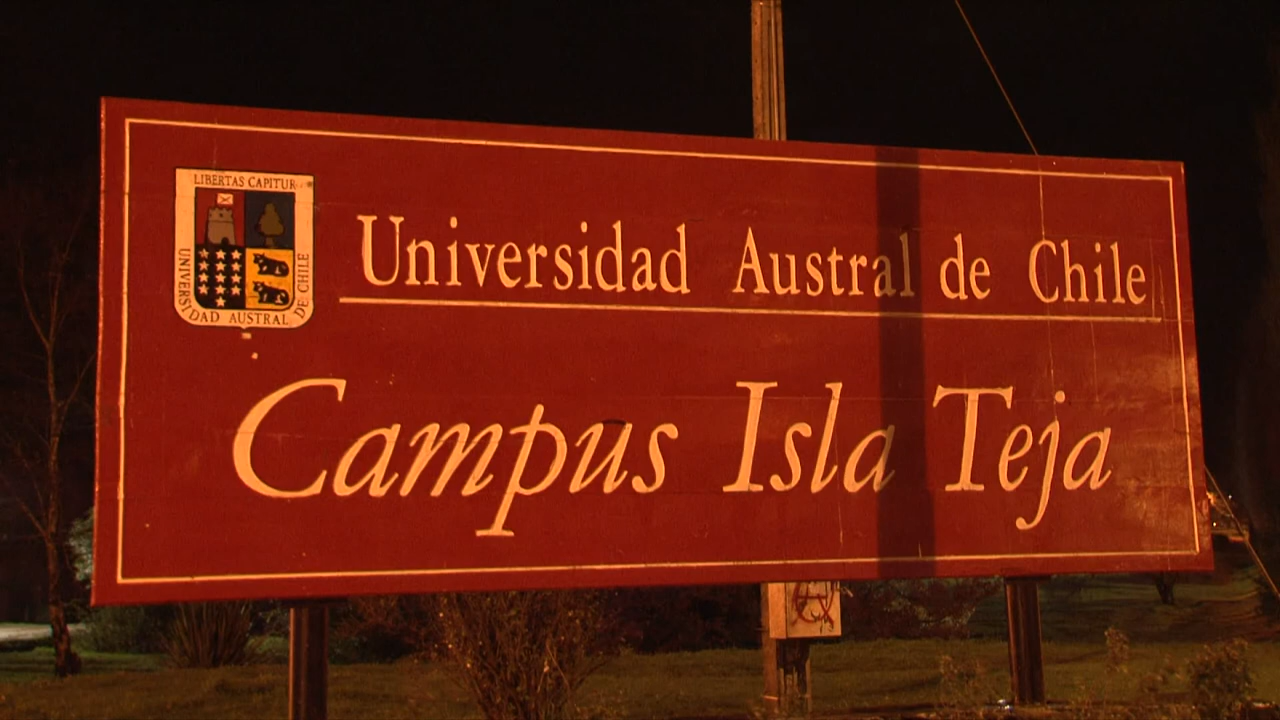 LIBERTAS CAPITUR
UNIVERSIDAD AUSTRAL DE CHILE
Universidad Austral de Chile
Campus Isla Teja